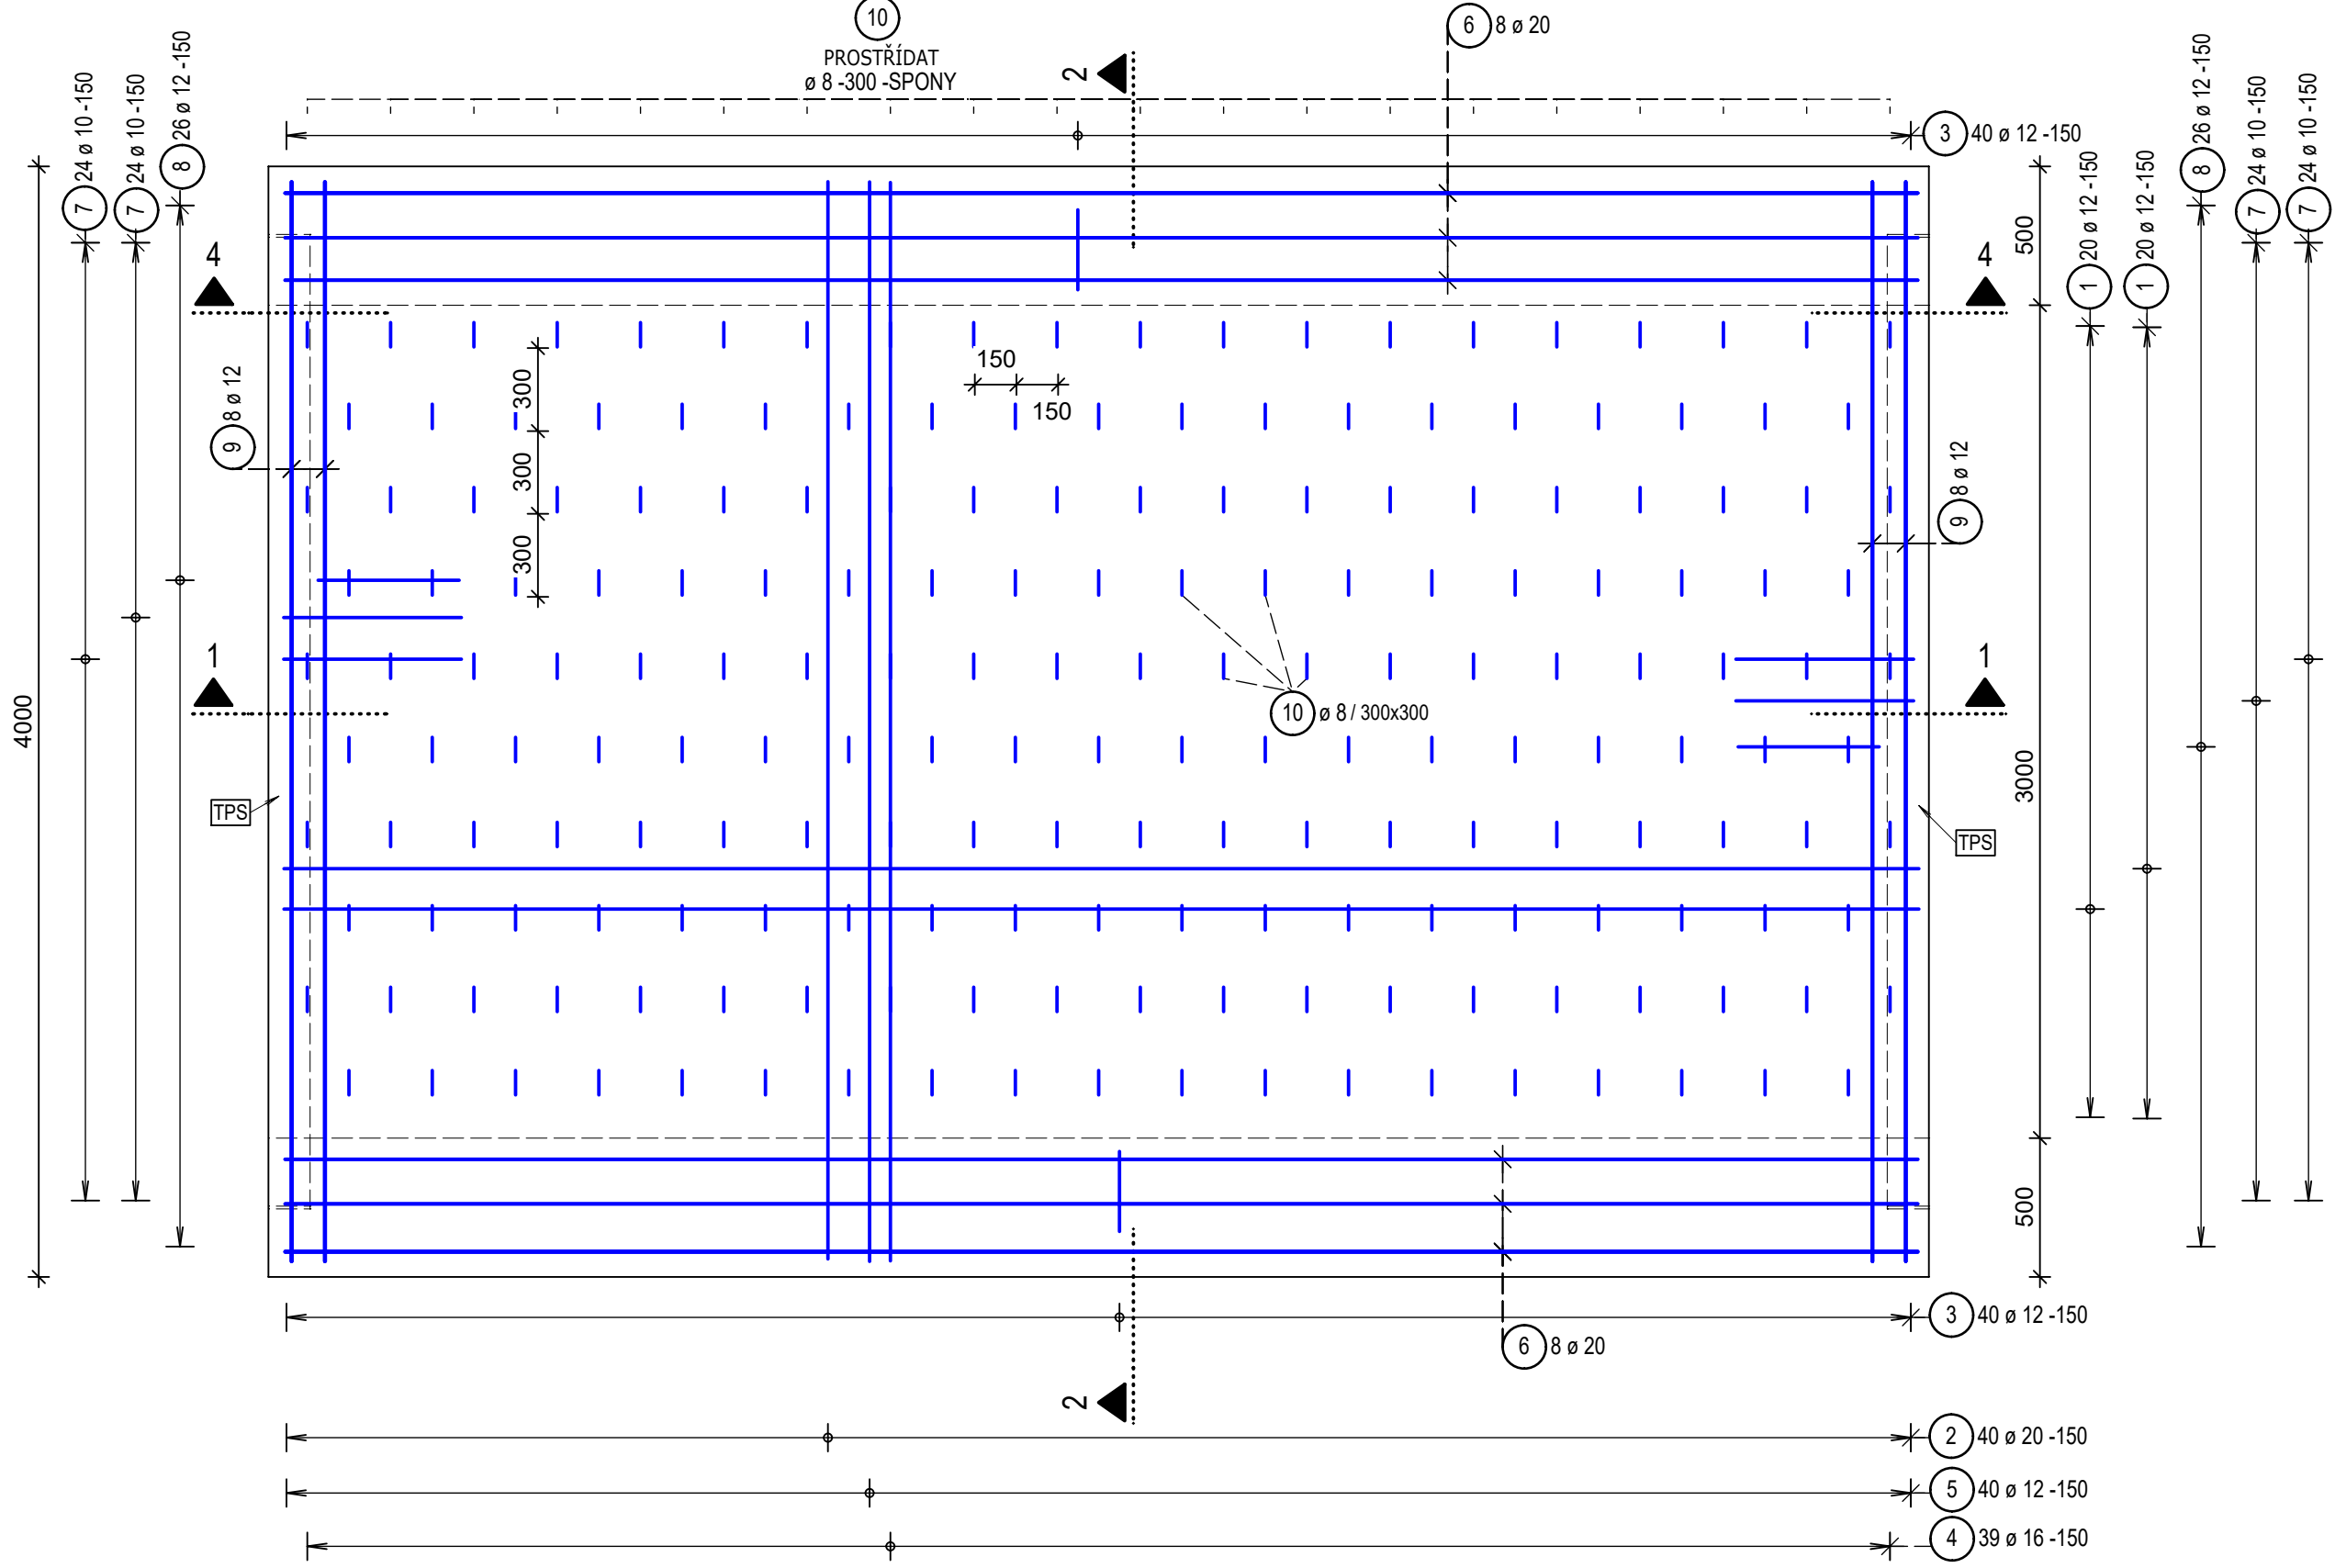 10
PROSTŘÍDAT
ø 8 -300 -SPONY
2
6 8 ø 20
3 40 ø 12 -150
7 24 ø 10 -150
7 24 ø 10 -150
8 26 ø 12 -150
1 20 ø 12 -150
1 20 ø 12 -150
8 26 ø 12 -150
7 24 ø 10 -150
7 24 ø 10 -150
500
4
4
150
150
300
300
300
9 8 ø 12
9 8 ø 12
1
1
10 ø 8 / 300x300
4000
3000
TPS
TPS
500
3 40 ø 12 -150
6 8 ø 20
2
2 40 ø 20 -150
5 40 ø 12 -150
4 39 ø 16 -150